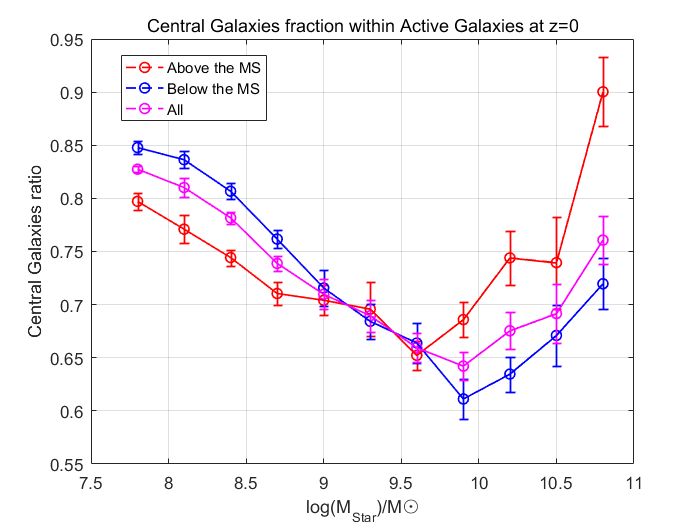 Central Galaxies fraction within Active Galaxies at z=0
0.95
0.9
0.85
0.8
0.75
0.7
0.65
0.6
0.55
Central Galaxies ratio
Above the MS
Below the MS
All
7.5 8 8.5 9 9.5 10 10.5 11
log(M_Star)/M☉